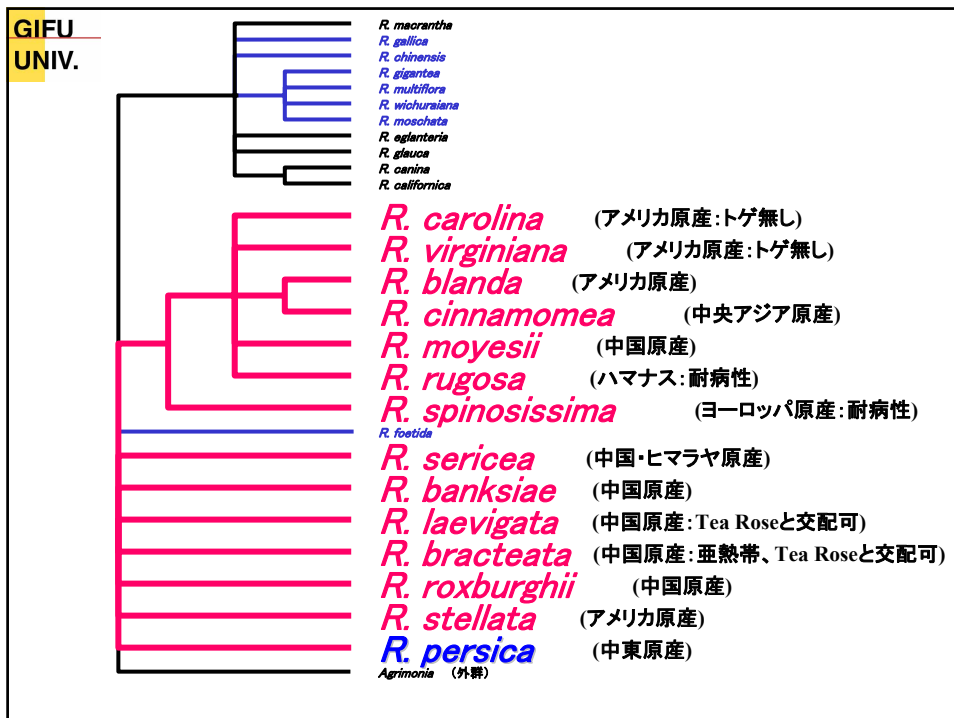 GIFU
UNIV.
R. macrantha
R. gallica
R. chinensis
R. gigantea
R. multiflora
R. wichuraiana
R. moschata
R. eglanteria
R. glauca
R. canina
R. californica
R. carolina (アメリカ原産:トゲ無し)
R. virginiana (アメリカ原産:トゲ無し)
R. blanda (アメリカ原産)
R. cinnamomea (中央アジア原産)
R. moyesii (中国原産)
R. rugosa (ハマナス:耐病性)
R. spinosissima (ヨーロッパ原産:耐病性)
R. foetida
R. sericea (中国・ヒマラヤ原産)
R. banksiae (中国原産)
R. laevigata (中国原産:Tea Roseと交配可)
R. bracteata (中国原産:亜熱帯、Tea Roseと交配可)
R. roxburghii (中国原産)
R. stellata (アメリカ原産)
R. persica (中東原産)
Agrimonia (外群)